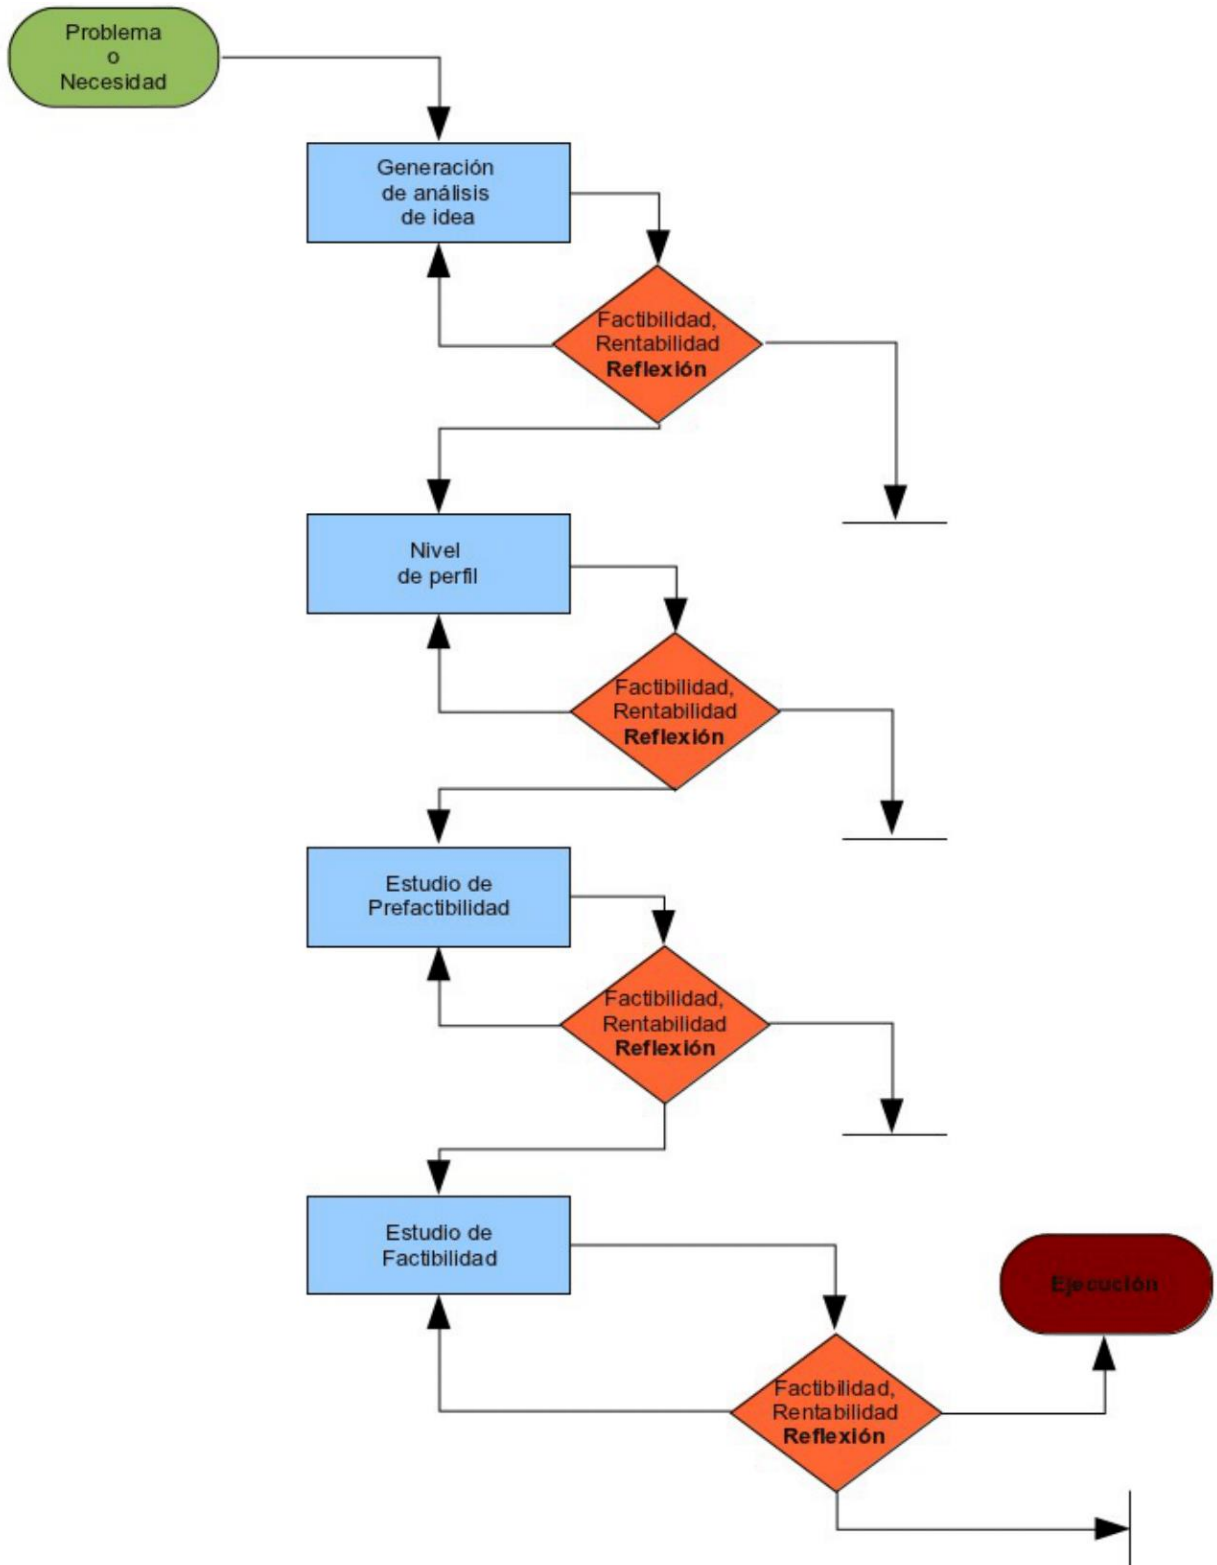 Problema
o
Necesidad
Generación
de análisis
de idea
Factibilidad,
Rentabilidad
Reflexión
Nivel
de perfil
Factibilidad,
Rentabilidad
Reflexión
Estudio de
Prefactibilidad
Factibilidad,
Rentabilidad
Reflexión
Estudio de
Factibilidad
Ejecución
Factibilidad,
Rentabilidad
Reflexión